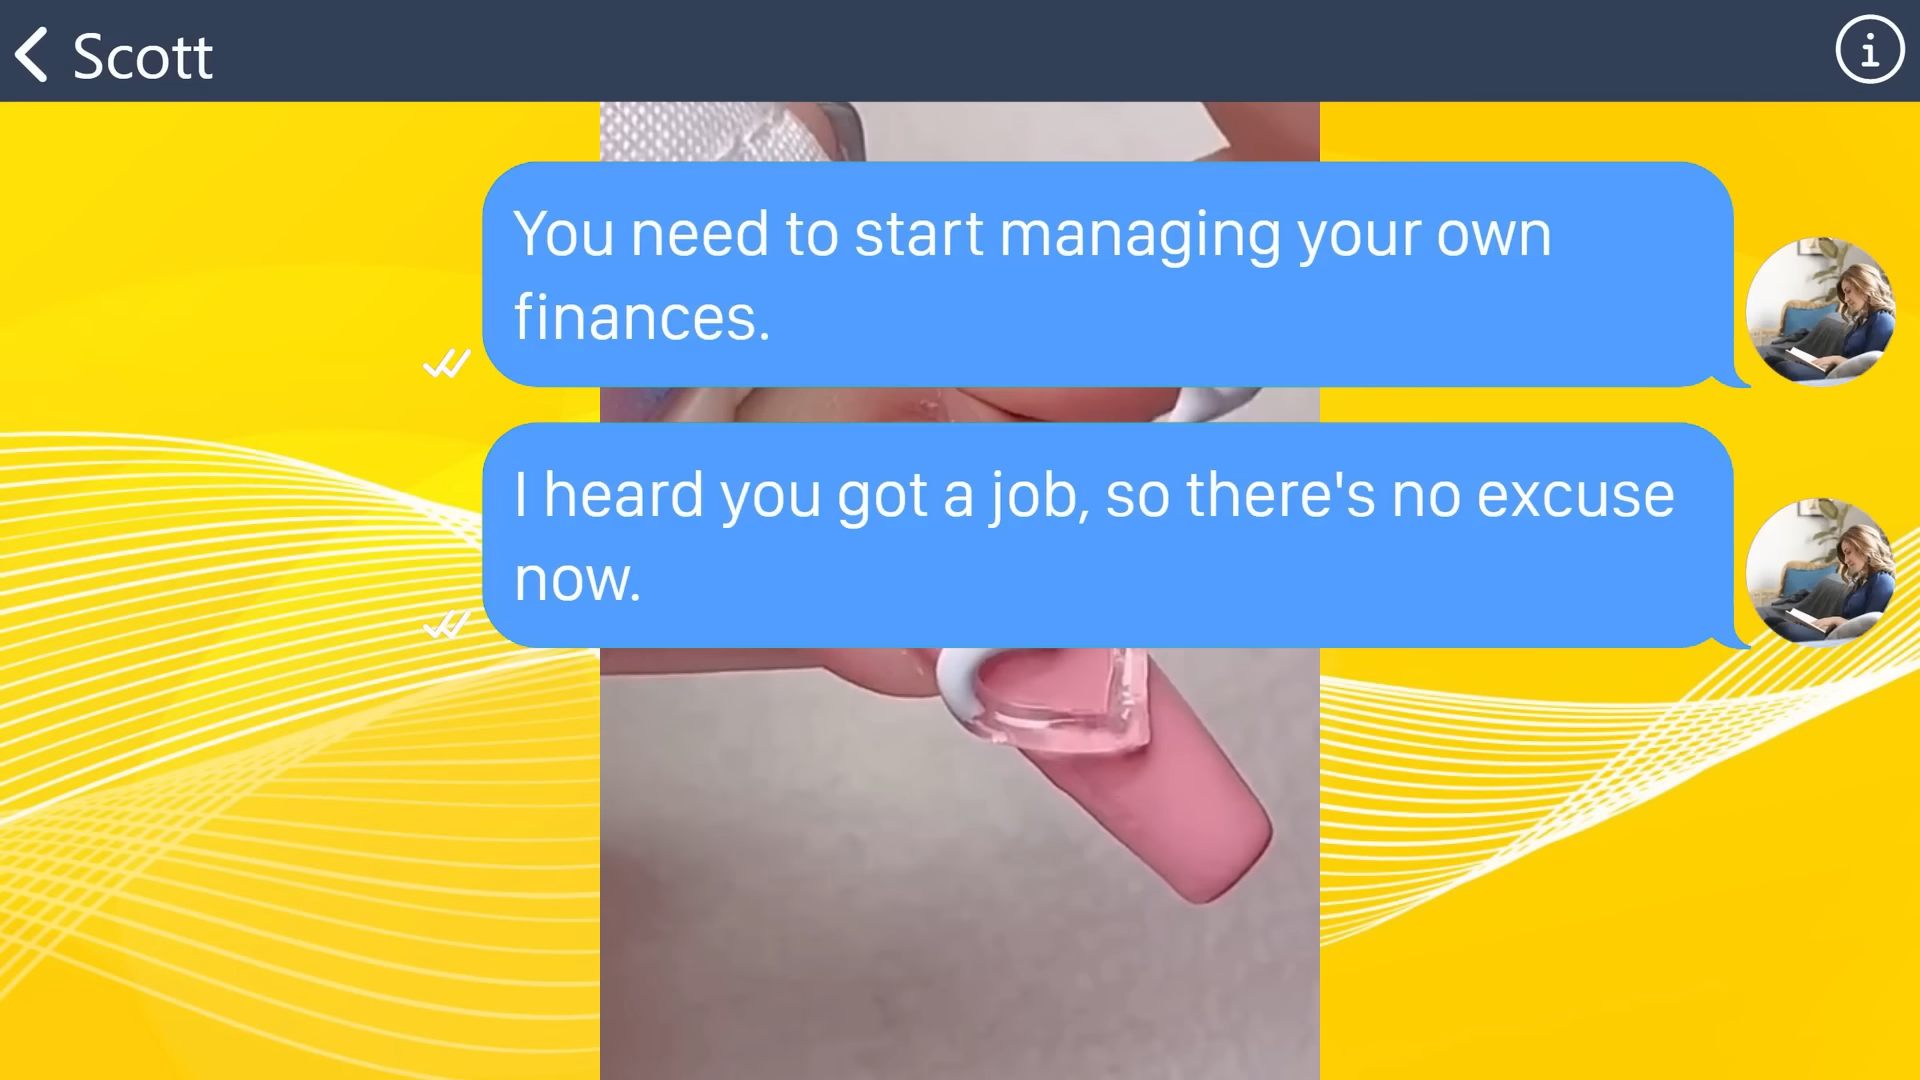 Scott
You need to start managing your own
finances.
I heard you got a job, so there's no excuse
now.